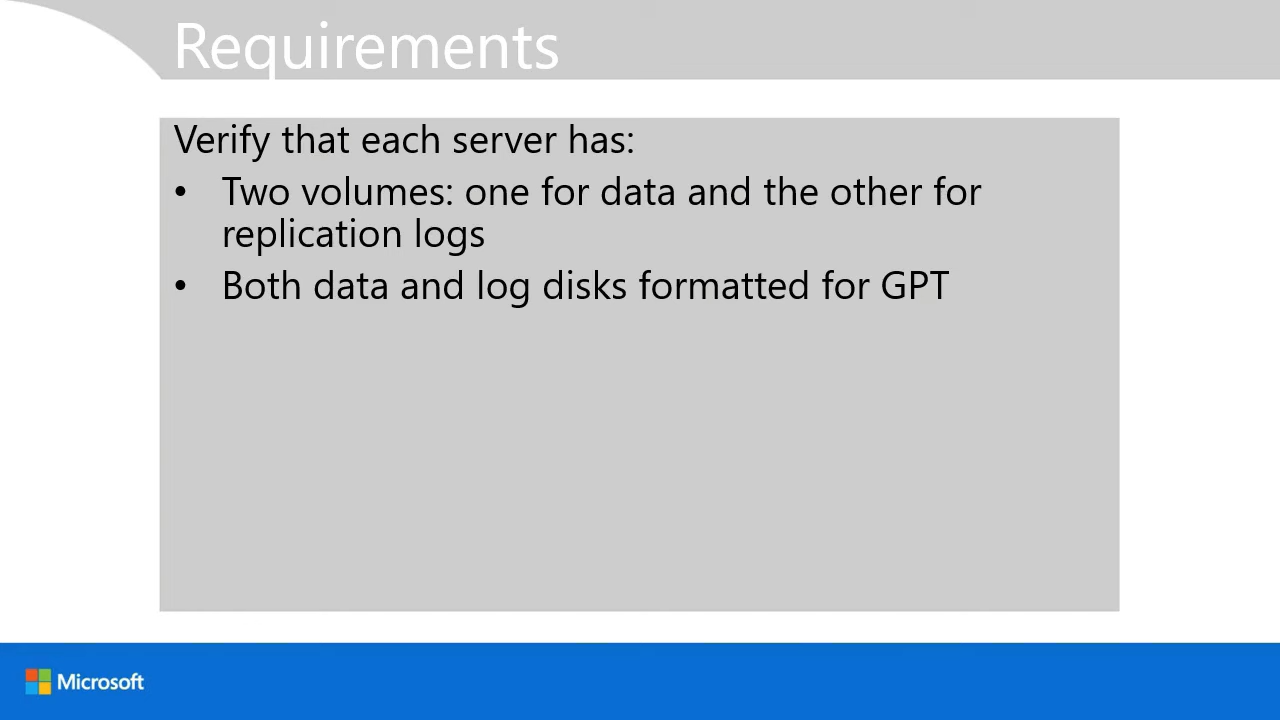 Requirements
Verify that each server has:
• Two volumes: one for data and the other for
replication logs
• Both data and log disks formatted for GPT
Microsoft